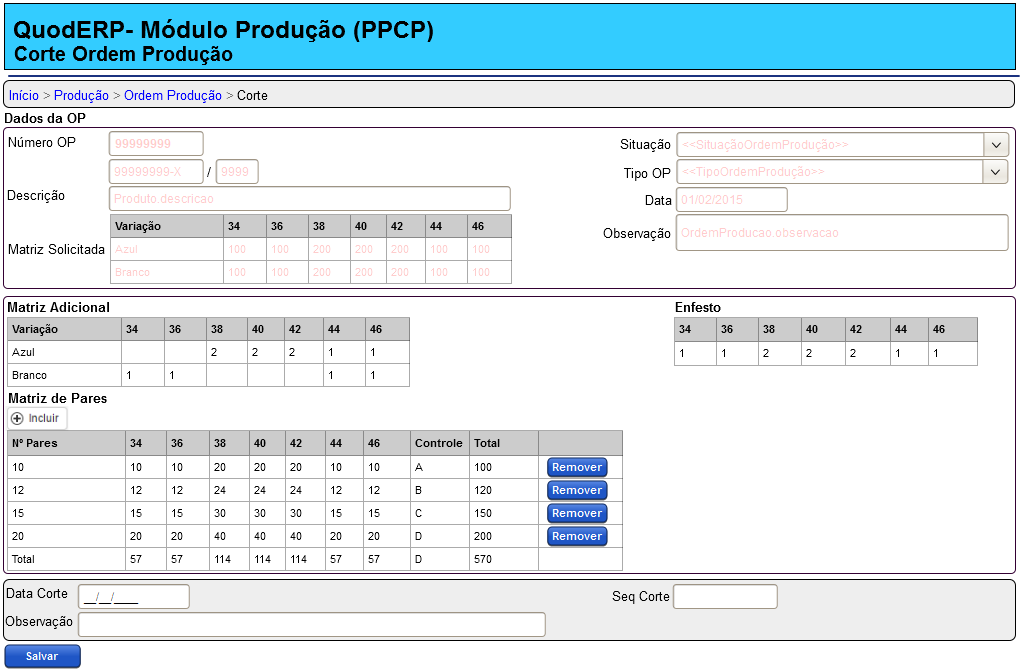 QuodERP- Módulo Produção (PPCP)
Corte Ordem Produção
Início > Produção > Ordem Produção > Corte
Dados da OP
Número OP 99999999 Situação <<SituaçãoOrdemProdução>>
99999999-X / 9999 Tipo OP <<TipoOrdemProdução>>
Descrição Produto.descricao Data 01/02/2015
Variação 34 36 38 40 42 44 46
Matriz Solicitada Azul 100 100 200 200 200 100 100 Observação OrdemProducao.observacao
Branco 100 100 200 200 200 100 100
Matriz Adicional Enfesto
Variação 34 36 38 40 42 44 46 34 36 38 40 42 44 46
Azul 2 2 2 1 1 1 1 2 2 2 1 1
Branco 1 1 1 1
Matriz de Pares
Incluir
Nº Pares 34 36 38 40 42 44 46 Controle Total
10 10 10 20 20 20 10 10 A 100 Remover
12 12 12 24 24 24 12 12 B 120 Remover
15 15 15 30 30 30 15 15 C 150 Remover
20 20 20 40 40 40 20 20 D 200 Remover
Total 57 57 114 114 114 57 57 D 570
Data Corte __/__/____ Seq Corte
Observação
Salvar